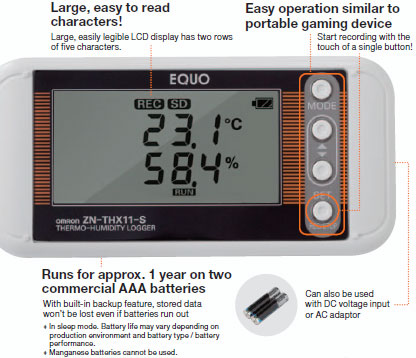 Large, easy to read
characters!
Large, easily legible LCD display has two rows
of five characters.
Easy operation similar to
portable gaming device
Start recording with the
touch of a single button!
EQUO
REC SD
23.1 °C
58.4 %
RUN
MODE
SET
omron ZN-THX11-S
THERMO-HUMIDITY LOGGER
Runs for approx. 1 year on two
commercial AAA batteries
With built-in backup feature, stored data
won't be lost even if batteries run out
♦ In sleep mode. Battery life may vary depending on
production environment and battery type / battery
performance.
♦ Manganese batteries cannot be used.
Can also be used
with DC voltage input
or AC adaptor